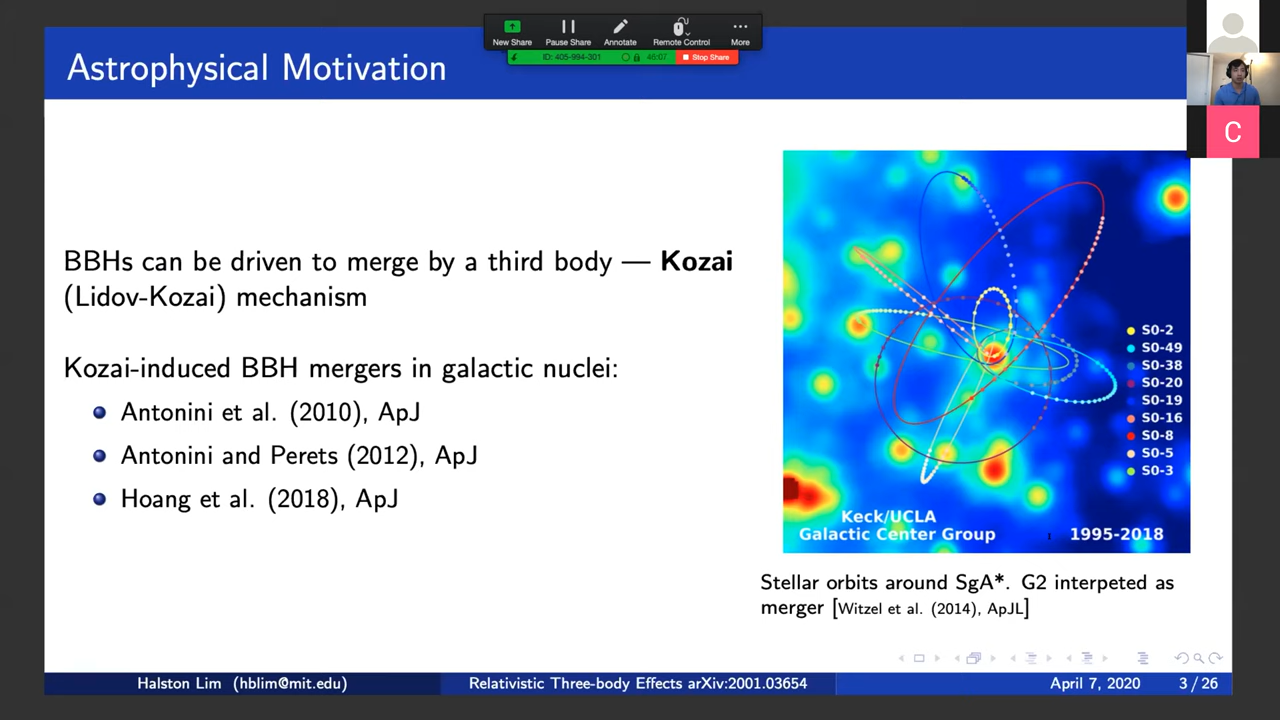 New Share Pause Share Annotate Remote Control More
ID: 405-994-301 46:07 Stop Share
Astrophysical Motivation
C
BBHs can be driven to merge by a third body — Kozai
(Lidov-Kozai) mechanism
Kozai-induced BBH mergers in galactic nuclei:
Antonini et al. (2010), ApJ
Antonini and Perets (2012), ApJ
Hoang et al. (2018), ApJ
S0-2
S0-49
S0-38
S0-20
S0-19
S0-16
S0-8
S0-5
S0-3
Keck/UCLA
Galactic Center Group 1995-2018
Stellar orbits around SgA*. G2 interpeted as
merger [Witzel et al. (2014), ApJL]
Halston Lim (hblim@mit.edu) Relativistic Three-body Effects arXiv:2001.03654 April 7, 2020 3 / 26